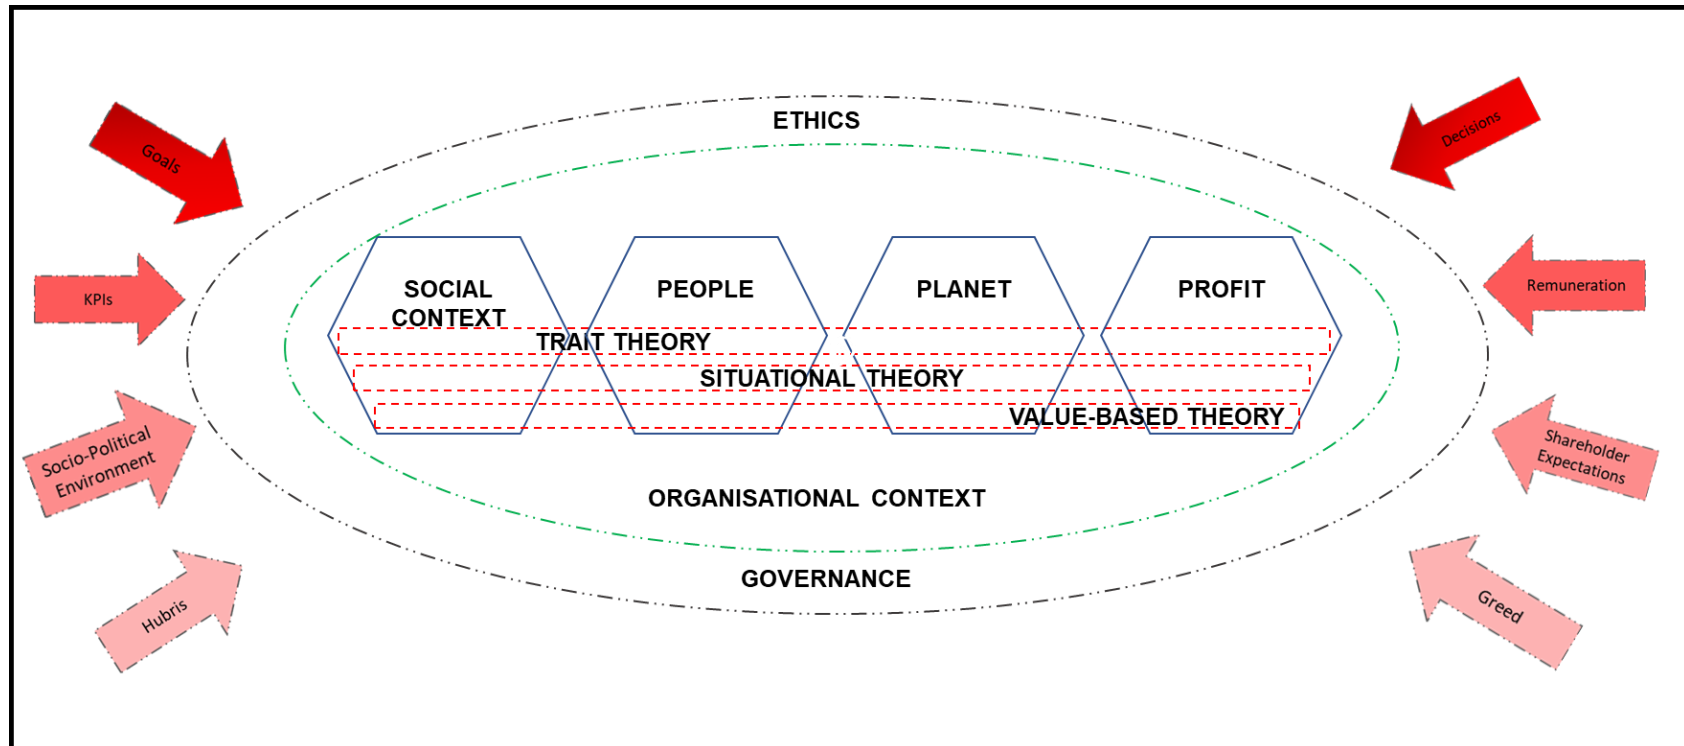 ETHICS
Goals
Decisions
SOCIAL
CONTEXT
PEOPLE
PLANET
PROFIT
KPIs
Remuneration
TRAIT THEORY
SITUATIONAL THEORY
VALUE-BASED THEORY
Socio-Political
Environment
Shareholder
Expectations
ORGANISATIONAL CONTEXT
GOVERNANCE
Hubris
Greed